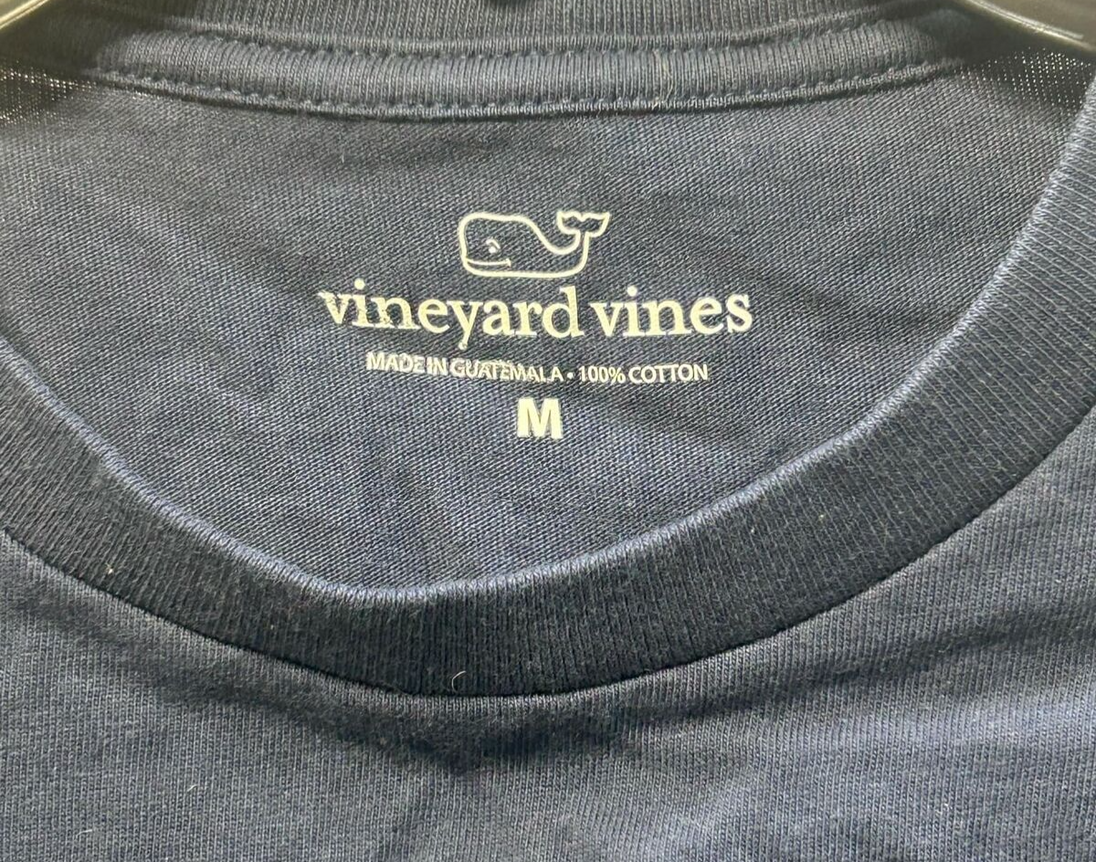 vineyard vines
MADE IN GUATEMALA • 100% COTTON
M